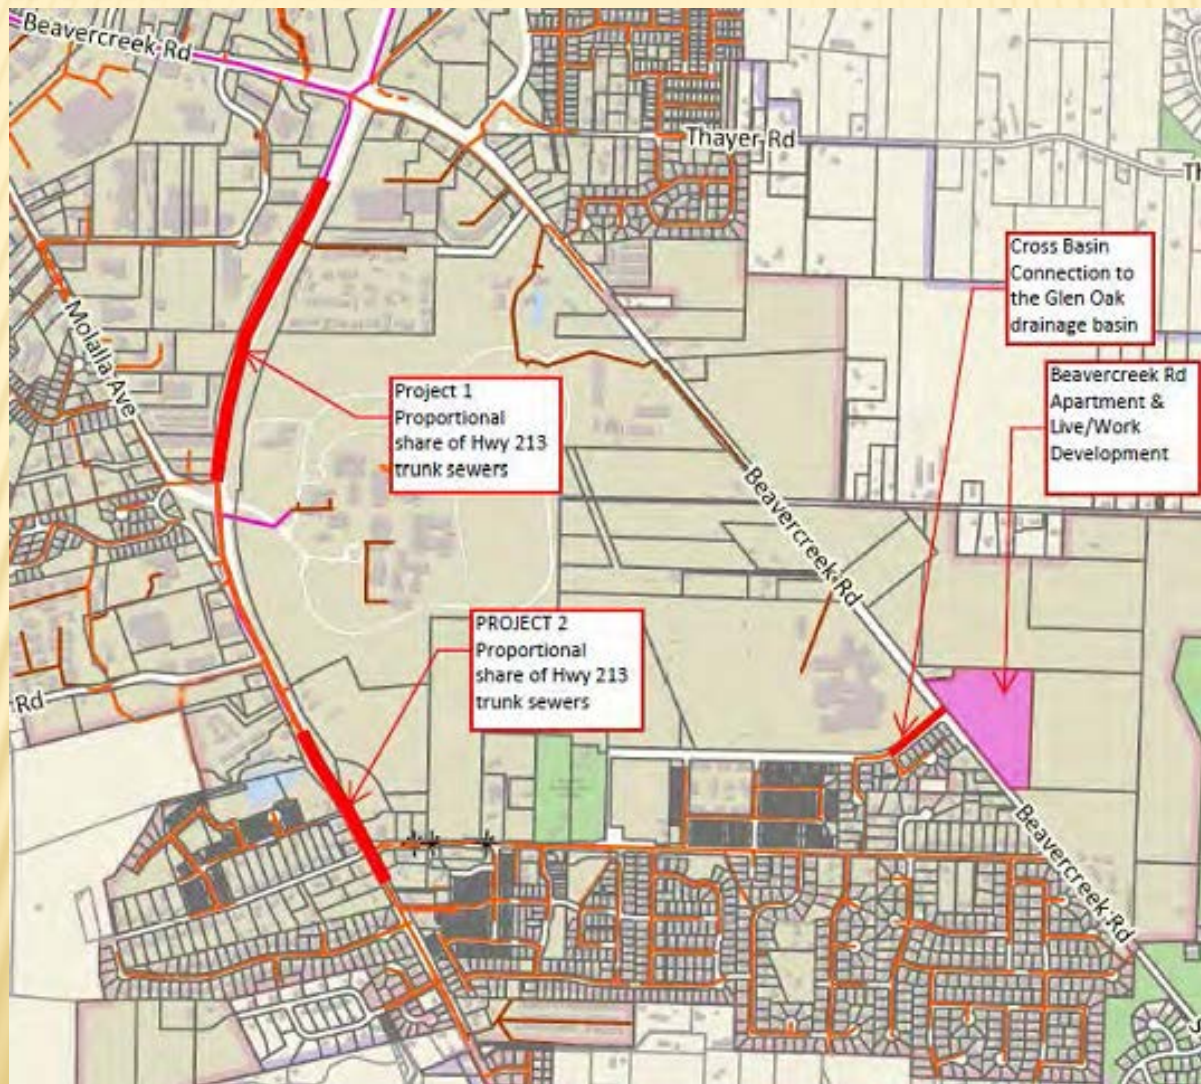 Beavercreek Rd
Thayer Rd
Th
Cross Basin
Connection to
the Glen Oak
drainage basin
Beavercreek Rd
Apartment &
Live/Work
Development
Molalla Ave
Project 1
Proportional
share of Hwy 213
trunk sewers
Beavercreek Rd
PROJECT 2
Proportional
share of Hwy 213
trunk sewers
Rd
Beavercreek Rd